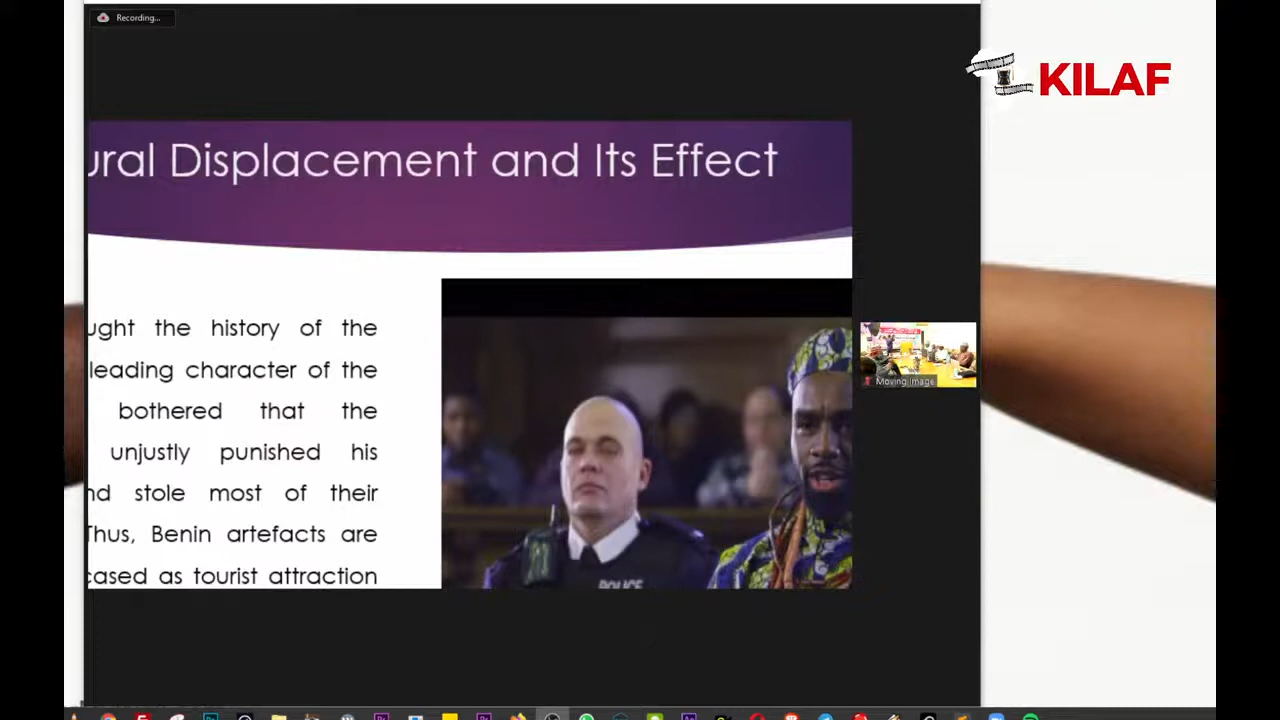 Recording...
KILAF
ural Displacement and Its Effect
ught the history of the
leading character of the
bothered that the
unjustly punished his
nd stole most of their
Thus, Benin artefacts are
cased as tourist attraction
Moving Image
POLICE